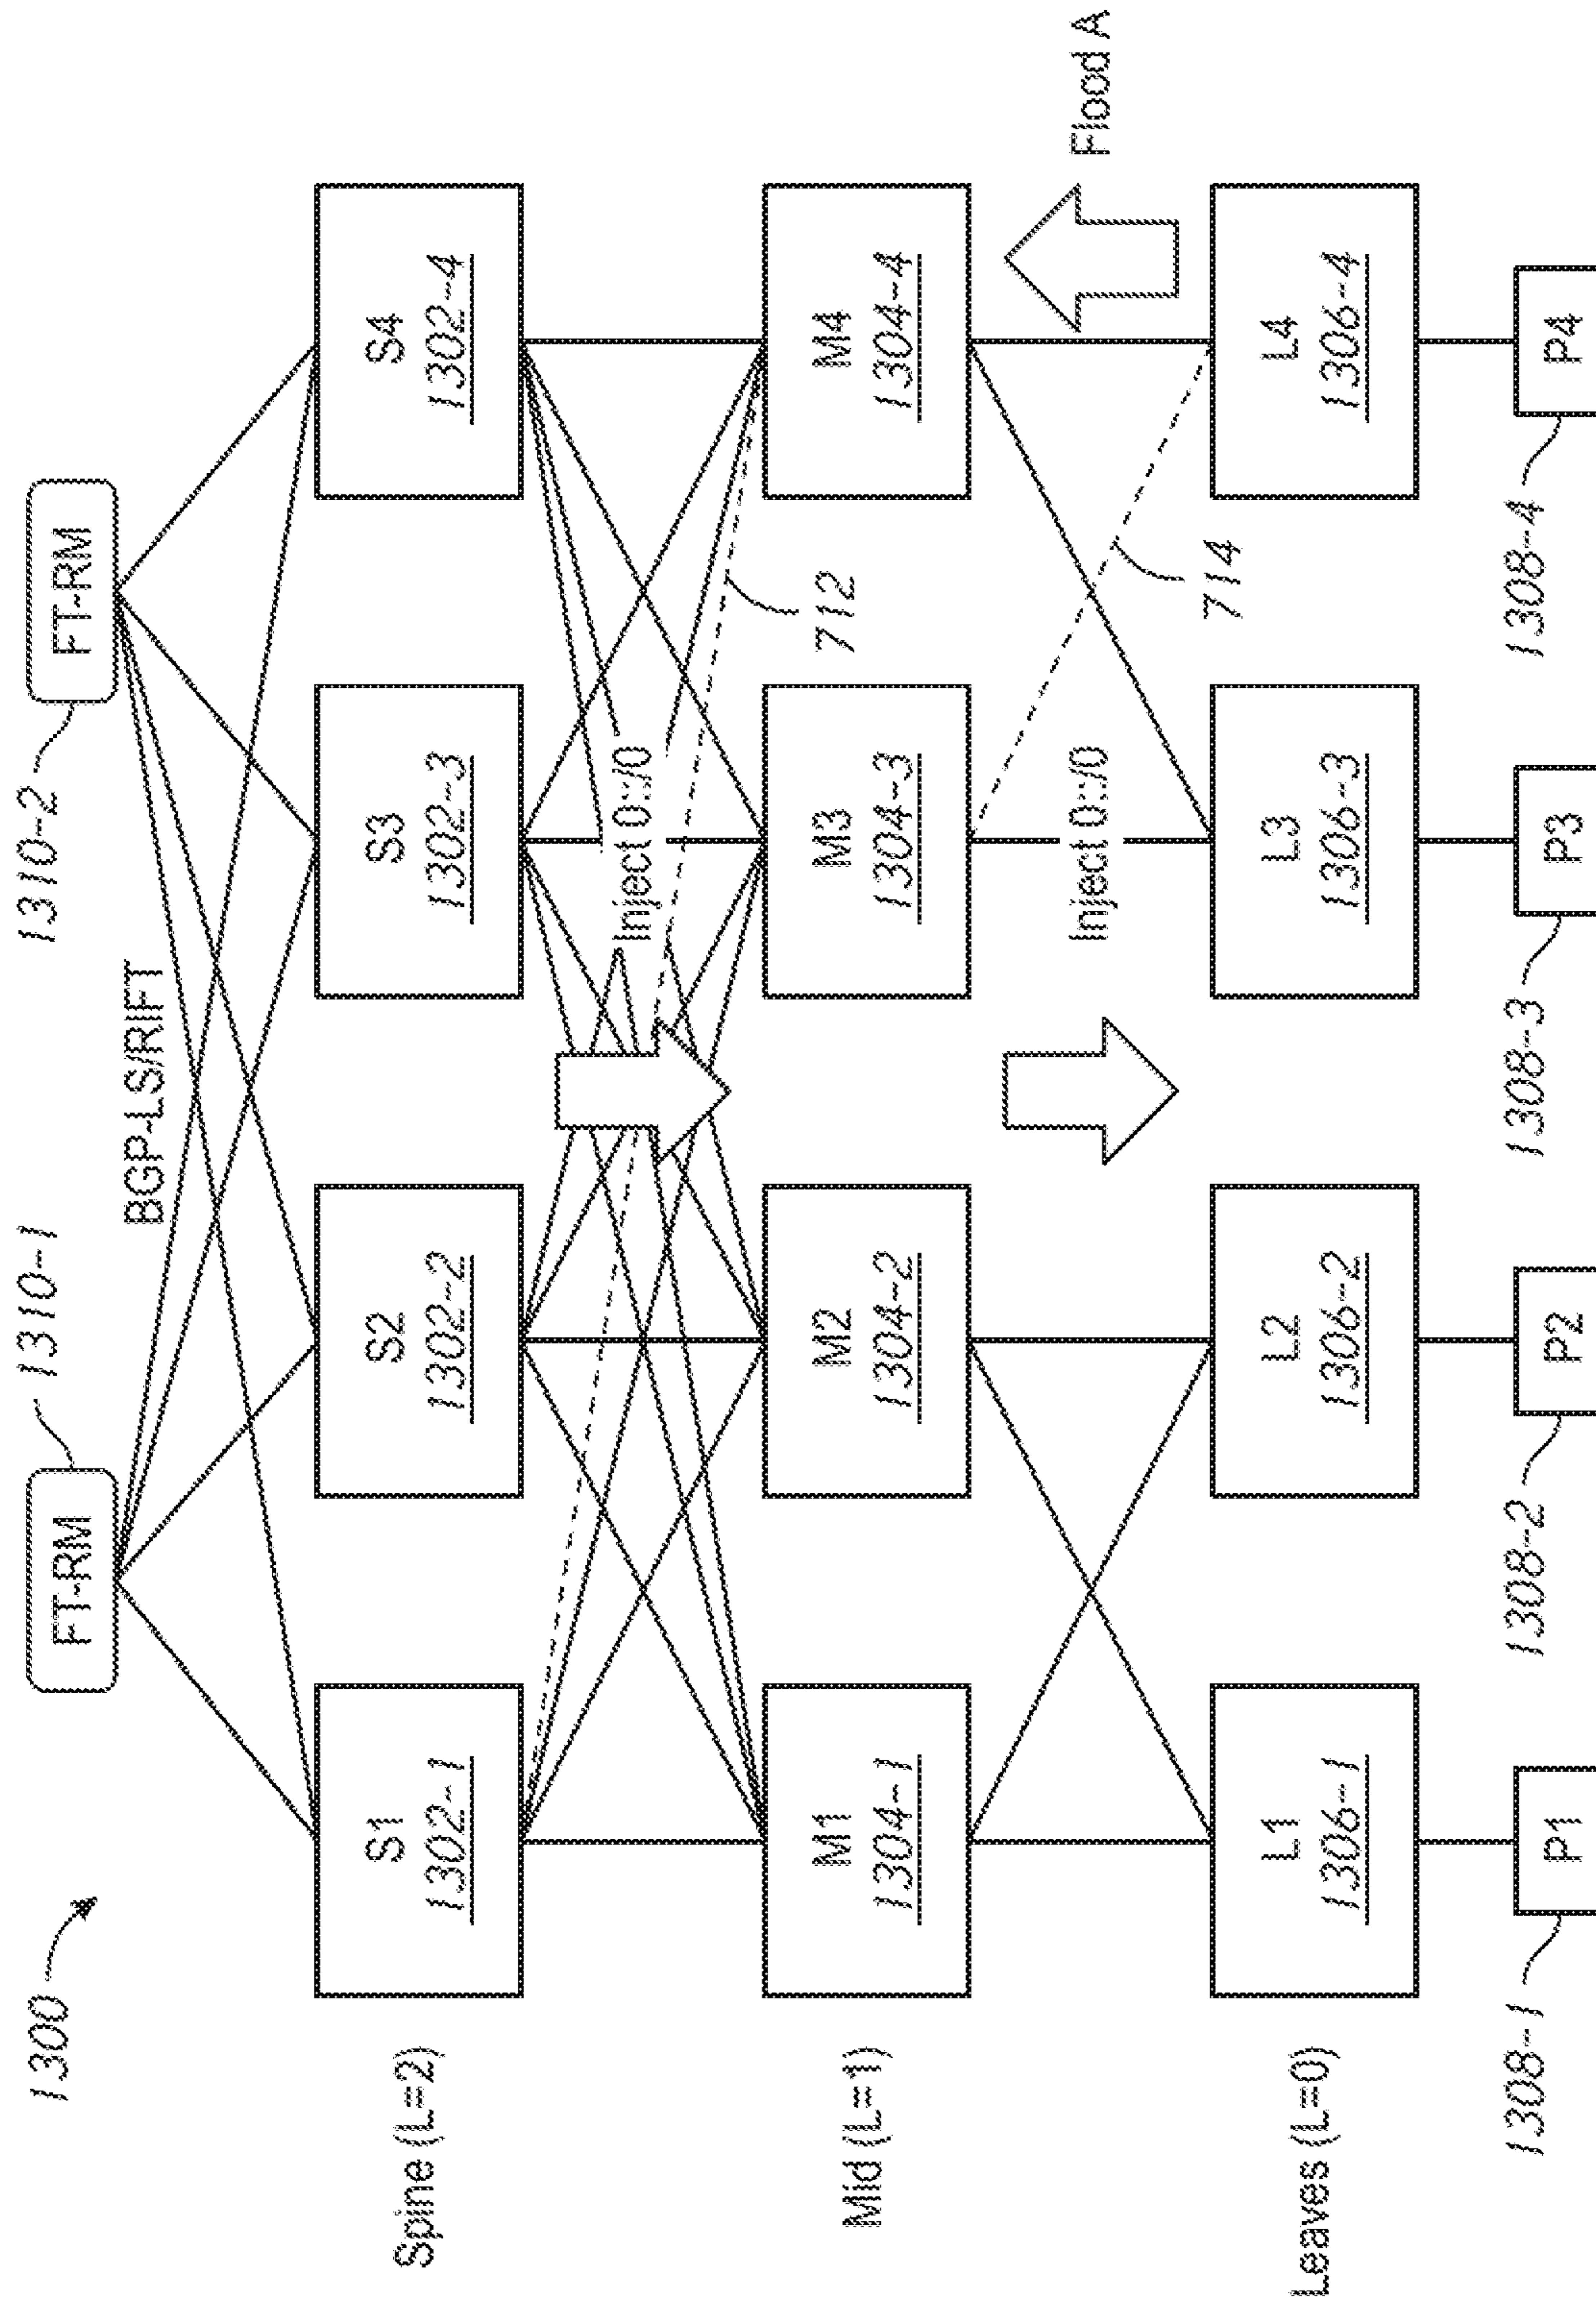 1300
1310-1
1310-2
FT-RM
FT-RM
BGP-LS/RIFT
Spine (L=2)
S1
1302-1
S2
1302-2
S3
1302-3
S4
1302-4
Inject 0::/0
712
Mid (L=1)
M1
1304-1
M2
1304-2
M3
1304-3
M4
1304-4
Inject 0::/0
Flood A
714
Leaves (L=0)
L1
1306-1
L2
1306-2
L3
1306-3
L4
1306-4
1308-1
P1
1308-2
P2
1308-3
P3
1308-4
P4